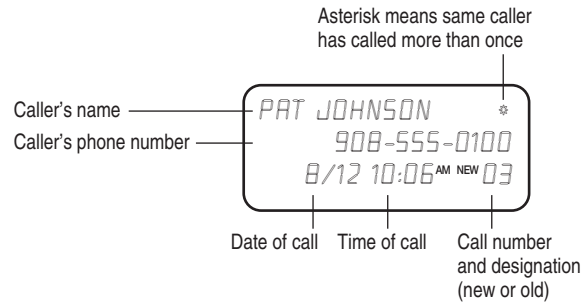 Asterisk means same caller
has called more than once
Caller's name
PAT JOHNSON *
Caller's phone number
908-555-0100
8/12 10:06 AM NEW 03
Date of call
Time of call
Call number
and designation
(new or old)